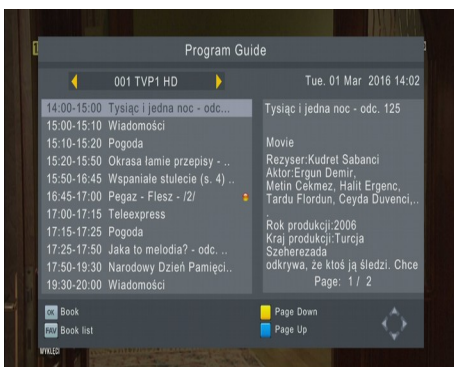 Program Guide
001 TVP1 HD
Tue. 01 Mar 2016 14:02
14:00-15:00 Tysiąc i jedna noc - odc...
15:00-15:10 Wiadomości
15:10-15:20 Pogoda
15:20-15:50 Okrasa łamie przepisy - ..
15:50-16:45 Wspaniałe stulecie (s. 4) ..
16:45-17:00 Pegaz - Flesz - /2/
17:00-17:15 Teleexpress
17:15-17:25 Pogoda
17:25-17:50 Jaka to melodia? - odc. ..
17:50-19:30 Narodowy Dzień Pamięci..
19:30-20:00 Wiadomości
Tysiąc i jedna noc - odc. 125
Movie
Rezyser:Kudret Sabanci
Aktor:Ergun Demir,
Metin Cekmez, Halit Ergenc,
Tardu Flordun, Ceyda Duvenci,..
.
Rok produkcji:2006
Kraj produkcji:Turcja
Szeherezada
odkrywa, że ktoś ją śledzi. Chce
Page: 1 / 2
OK Book
FAV Book list
Page Down
Page Up
WYKLĘCI